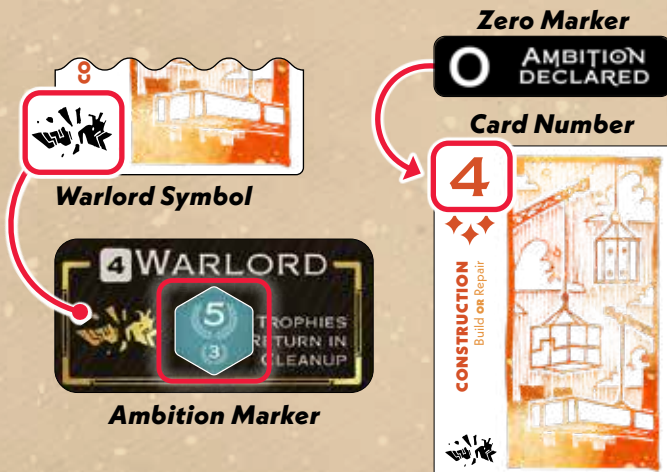 Zero Marker
0 AMBITION
DECLARED
Card Number
4
CONSTRUCTION
Build OR Repair
Warlord Symbol
4 WARLORD
5
3
TROPHIES
RETURN IN
CLEANUP
Ambition Marker